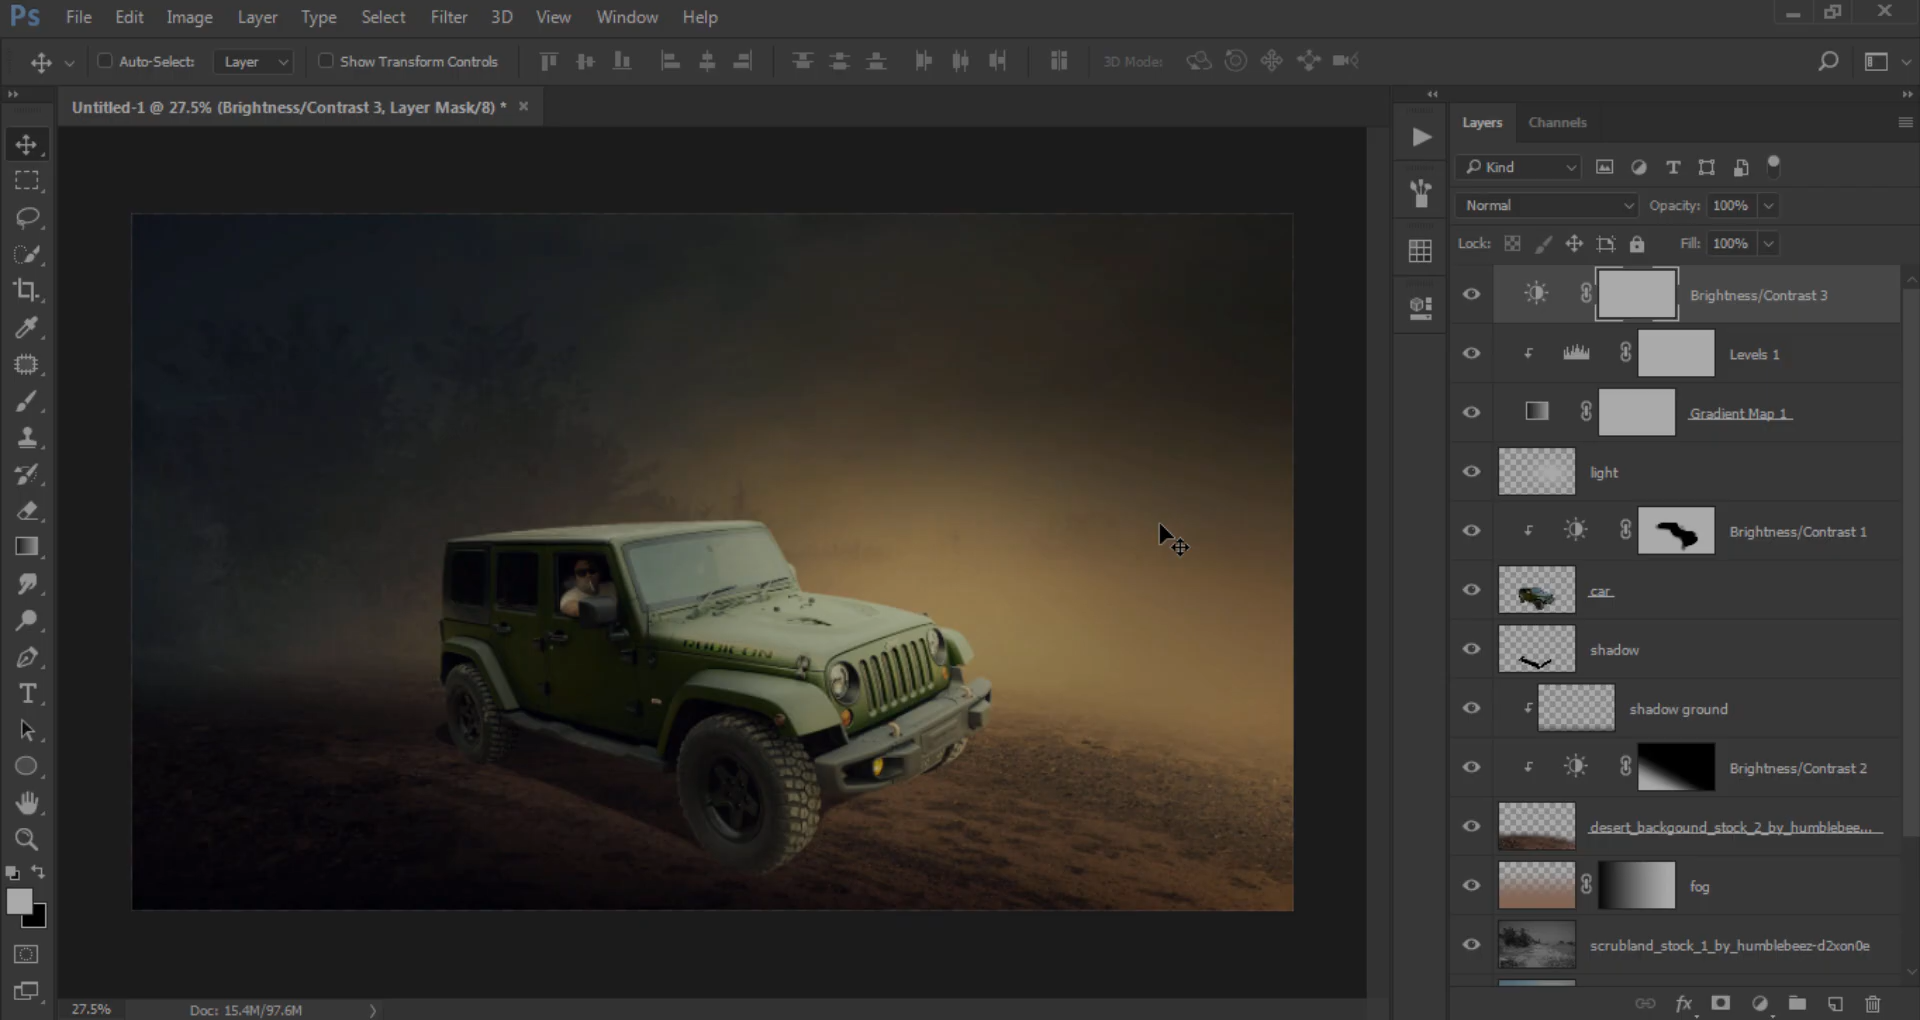 Ps File Edit Image Layer Type Select Filter 3D View Window Help
Auto-Select: Layer Show Transform Controls 3D Mode:
Untitled-1 @ 27.5% (Brightness/Contrast 3, Layer Mask/8) * ×
Layers Channels
Kind
Normal Opacity: 100%
Lock: Fill: 100%
Brightness/Contrast 3
Levels 1
Gradient Map 1
light
Brightness/Contrast 1
car
shadow
shadow ground
Brightness/Contrast 2
desert_backgound_stock_2_by_humblebee...
fog
scrubland_stock_1_by_humblebeez-d2xon0e
RUBICON
27.5% Doc: 15.4M/97.6M
fx